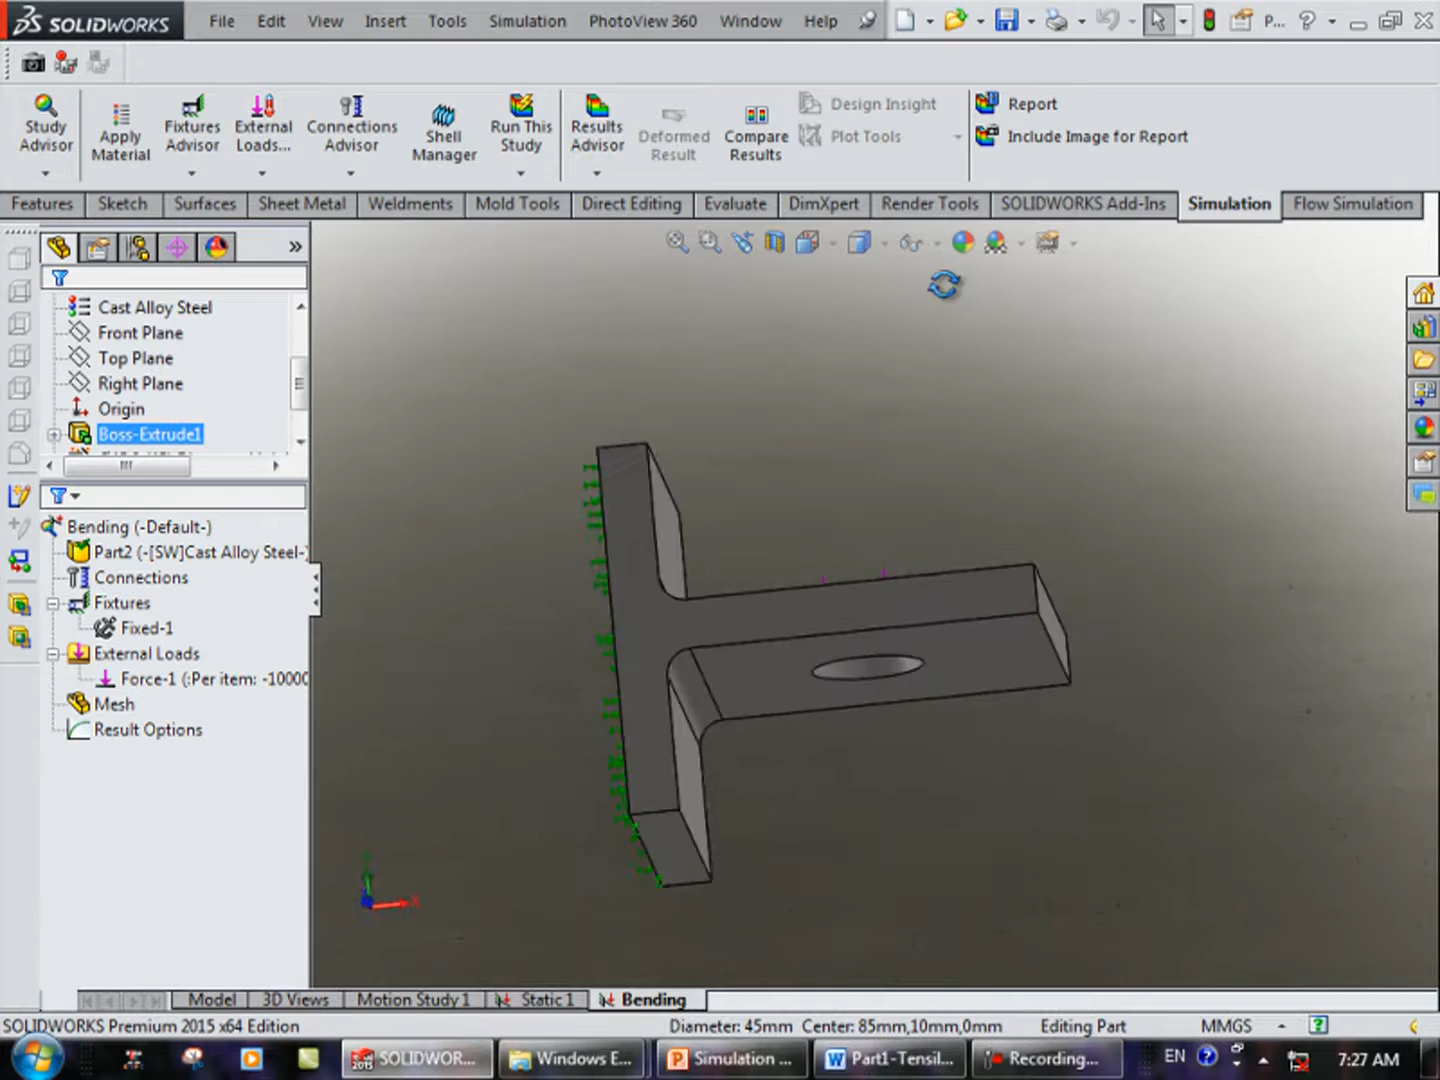 SOLIDWORKS File Edit View Insert Tools Simulation PhotoView 360 Window Help P...
Study Advisor
Apply Material
Fixtures Advisor
External Loads...
Connections Advisor
Shell Manager
Run This Study
Results Advisor
Deformed Result
Compare Results
Design Insight
Plot Tools
Report
Include Image for Report
Features Sketch Surfaces Sheet Metal Weldments Mold Tools Direct Editing Evaluate DimXpert Render Tools SOLIDWORKS Add-Ins Simulation Flow Simulation
Cast Alloy Steel
Front Plane
Top Plane
Right Plane
Origin
Boss-Extrude1
Bending (-Default-)
Part2 (-[SW]Cast Alloy Steel-
Connections
Fixtures
Fixed-1
External Loads
Force-1 (:Per item: -10000
Mesh
Result Options
X
Model 3D Views Motion Study 1 Static 1 Bending
SOLIDWORKS Premium 2015 x64 Edition Diameter: 45mm Center: 85mm,10mm,0mm Editing Part MMGS
SOLIDWOR... Windows E... Simulation ... Part1-Tensil... Recording... EN 7:27 AM